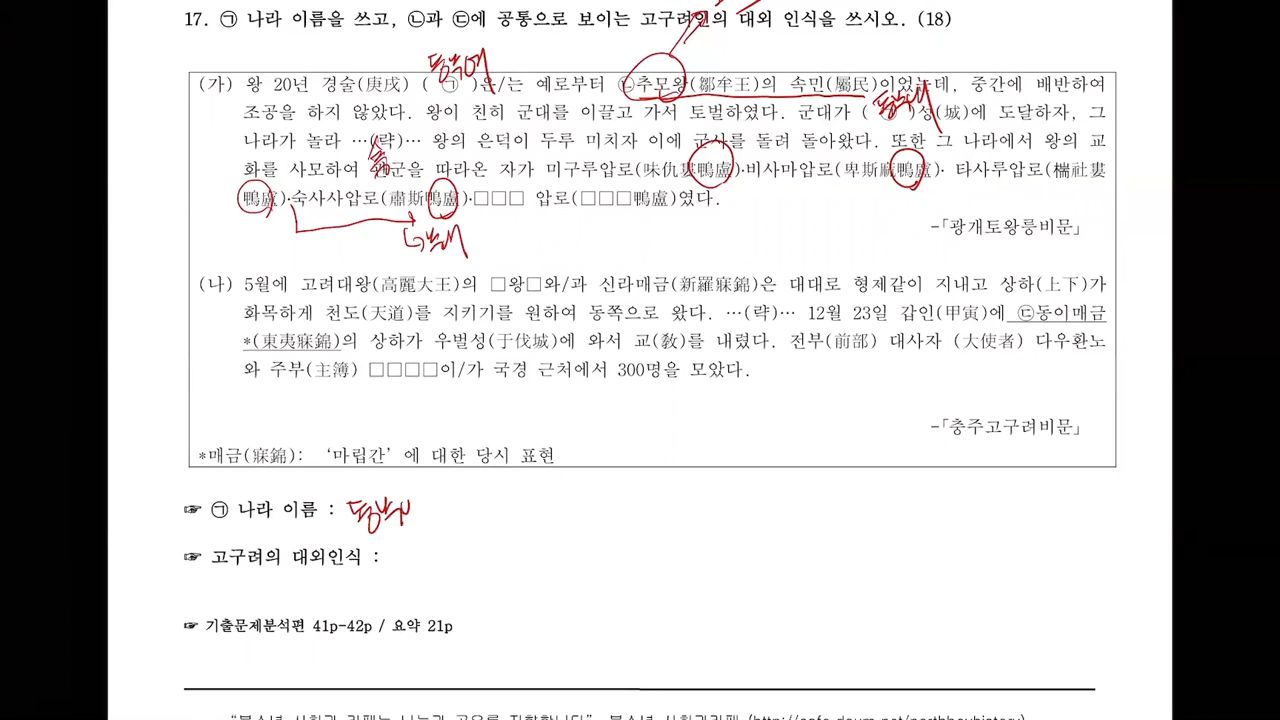 17. ㉠ 나라 이름을 쓰고, ㉡과 ㉢에 공통으로 보이는 고구려인의 대외 인식을 쓰시오. (18)
동부여
(가) 왕 20년 경술(庚戌) ( ㉠ )은/는 예로부터 ㉡추모왕(鄒牟王)의 속민(屬民)이었는데, 중간에 배반하여
동부여
조공을 하지 않았다. 왕이 친히 군대를 이끌고 가서 토벌하였다. 군대가 ( )성(城)에 도달하자, 그
나라가 놀라 …(략)… 왕의 은덕이 두루 미치자 이에 군사를 돌려 돌아왔다. 또한 그 나라에서 왕의 교
화를 사모하여 군을 따라온 자가 미구루압로(味仇婁鴨盧)·비사마압로(卑斯麻鴨盧)· 타사루압로(楺社婁
鴨盧)·숙사사압로(肅斯鴨盧)·□□□ 압로(□□□鴨盧)였다.
-「광개토왕릉비문」
(나) 5월에 고려대왕(高麗大王)의 □왕□와/과 신라매금(新羅寐錦)은 대대로 형제같이 지내고 상하(上下)가
화목하게 천도(天道)를 지키기를 원하여 동쪽으로 왔다. …(략)… 12월 23일 갑인(甲寅)에 ㉢동이매금
*(東夷寐錦)의 상하가 우벌성(于伐城)에 와서 교(敎)를 내렸다. 전부(前部) 대사자 (大使者) 다우환노
와 주부(主簿) □□□□이/가 국경 근처에서 300명을 모았다.
-「충주고구려비문」
*매금(寐錦): ‘마립간’에 대한 당시 표현
☞ ㉠ 나라 이름 : 동부여
☞ 고구려의 대외인식 :
☞ 기출문제분석편 41p-42p / 요약 21p